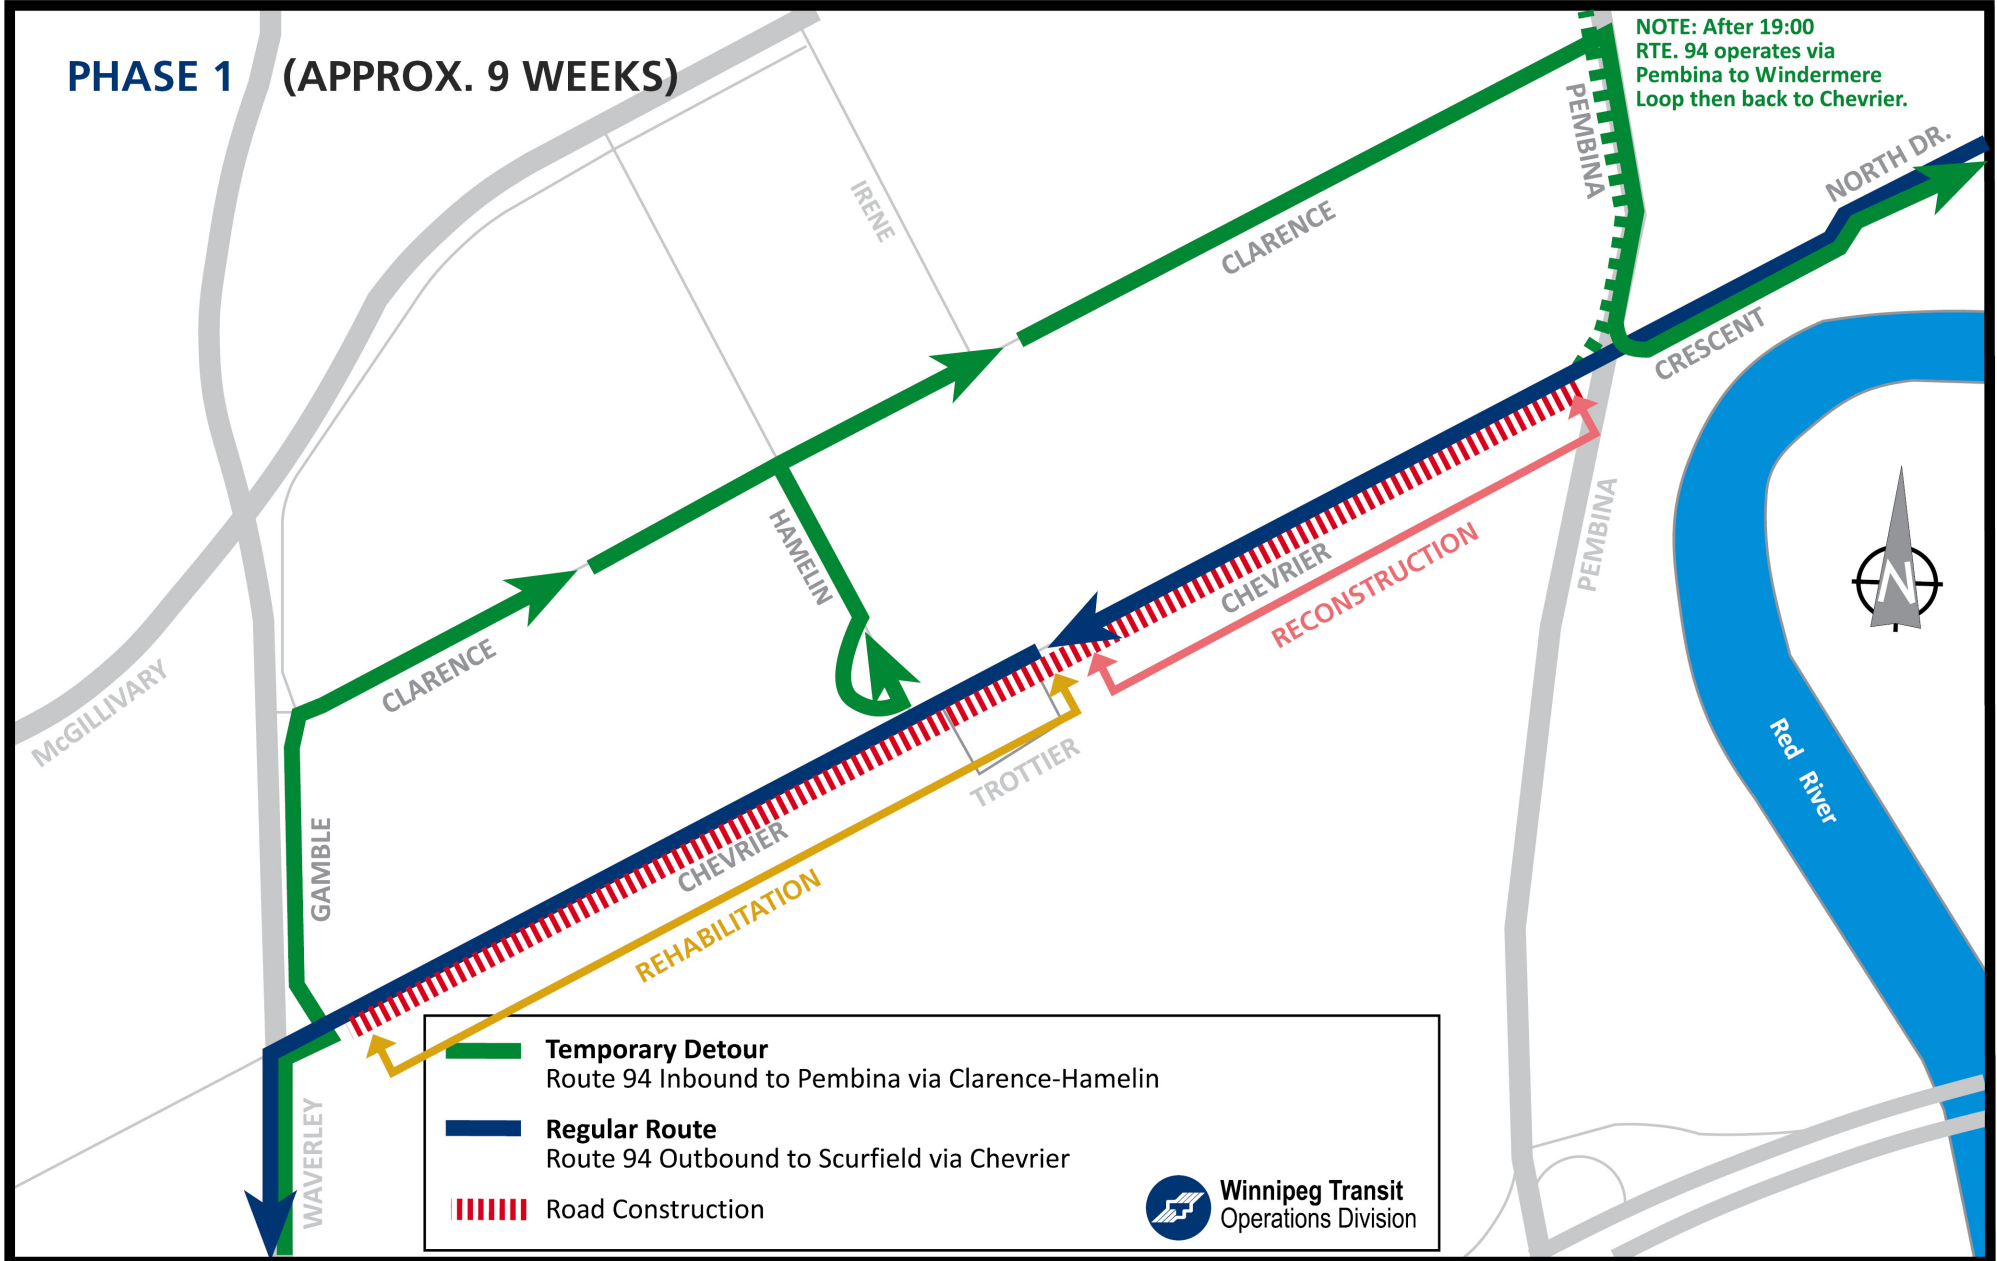 PHASE 1 (APPROX. 9 WEEKS)
NOTE: After 19:00
RTE. 94 operates via
Pembina to Windermere
Loop then back to Chevrier.
PEMBINA
NORTH DR.
IRENE
CLARENCE
CRESCENT
HAMELIN
PEMBINA
CHEVRIER
RECONSTRUCTION
N
CLARENCE
McGILLIVARY
TROTTIER
Red River
GAMBLE
CHEVRIER
REHABILITATION
WAVERLEY
Temporary Detour
Route 94 Inbound to Pembina via Clarence-Hamelin
Regular Route
Route 94 Outbound to Scurfield via Chevrier
Road Construction
Winnipeg Transit
Operations Division